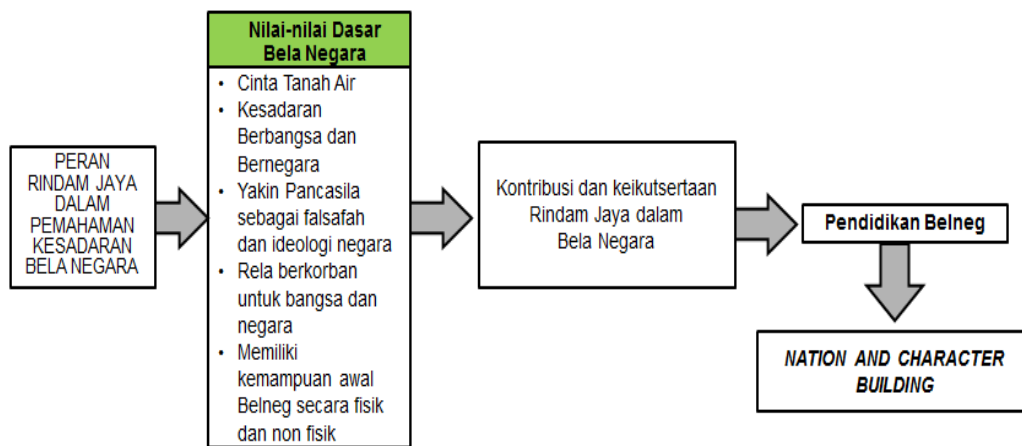 PERAN
RINDAM JAYA
DALAM
PEMAHAMAN
KESADARAN
BELA NEGARA
Nilai-nilai Dasar
Bela Negara
• Cinta Tanah Air
• Kesadaran
Berbangsa dan
Bernegara
• Yakin Pancasila
sebagai falsafah
dan ideologi negara
• Rela berkorban
untuk bangsa dan
negara
• Memiliki
kemampuan awal
Belneg secara fisik
dan non fisik
Kontribusi dan keikutsertaan
Rindam Jaya dalam
Bela Negara
Pendidikan Belneg
NATION AND CHARACTER
BUILDING